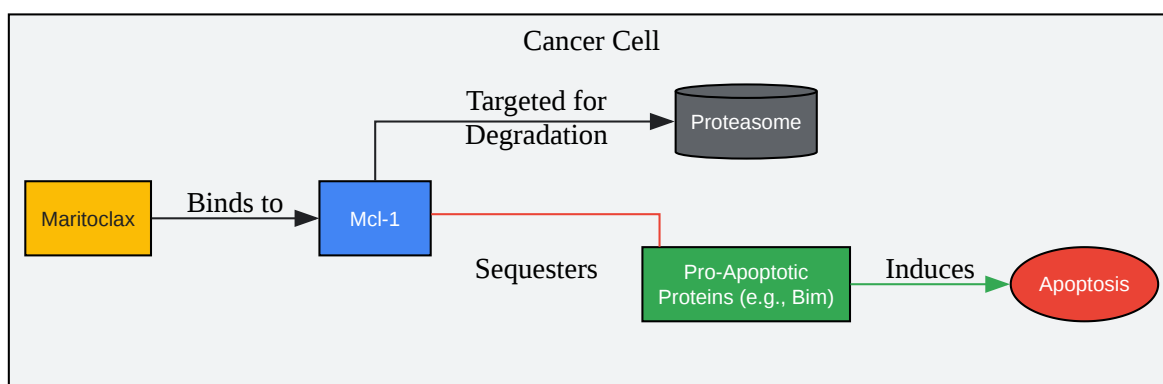 Cancer Cell
Targeted for
Degradation
Proteasome
Maritoclax
Binds to
Mcl-1
Sequesters
Pro-Apoptotic
Proteins (e.g., Bim)
Induces
Apoptosis